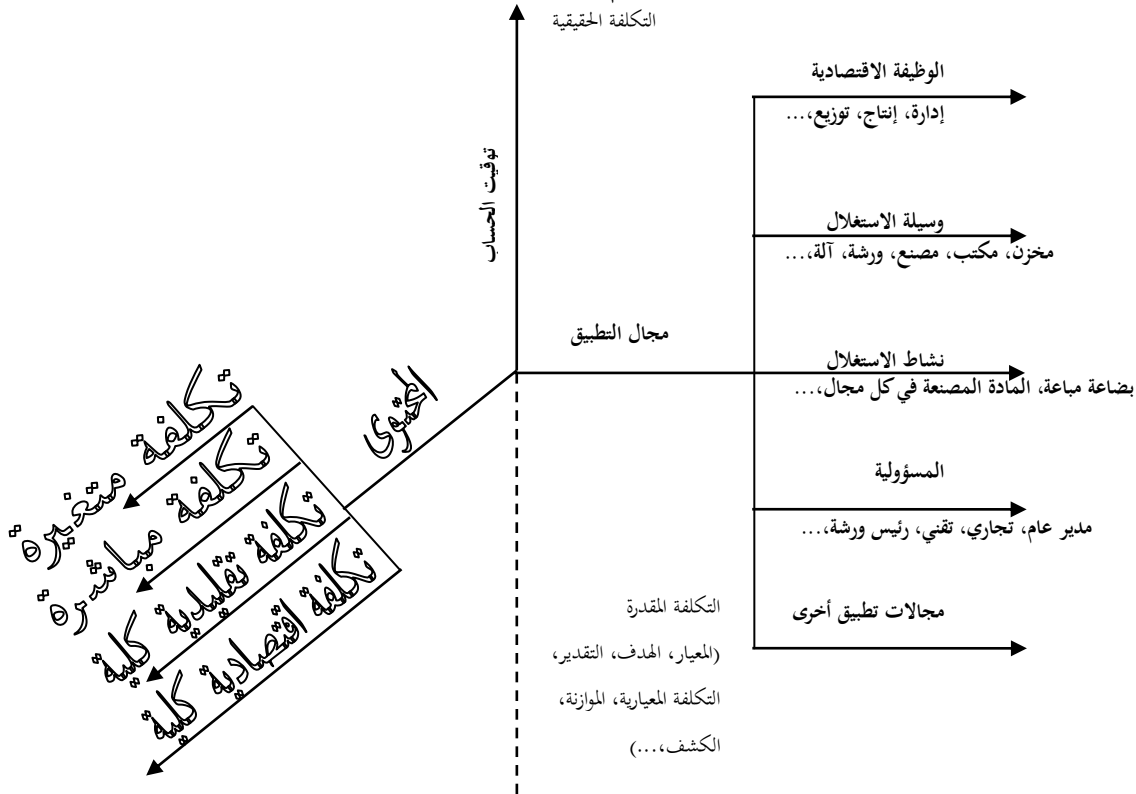 التكلفة الحقيقية
الوظيفة الاقتصادية
إدارة، إنتاج، توزيع،...
توقيت الحساب
وسيلة الاستغلال
مخزن، مكتب، مصنع، ورشة، آلة،...
مجال التطبيق
نشاط الاستغلال
بضاعة مباعة، المادة المصنعة في كل مجال،...
المحتوى
المسؤولية
مدير عام، تجاري، تقني، رئيس ورشة،...
تكلفة متغيرة
تكلفة مباشرة
تكلفة تقليدية كلية
تكلفة اقتصادية كلية
مجالات تطبيق أخرى
التكلفة المقدرة
(المعيار، الهدف، التقدير،
التكلفة المعيارية، الموازنة،
الكشف،...)